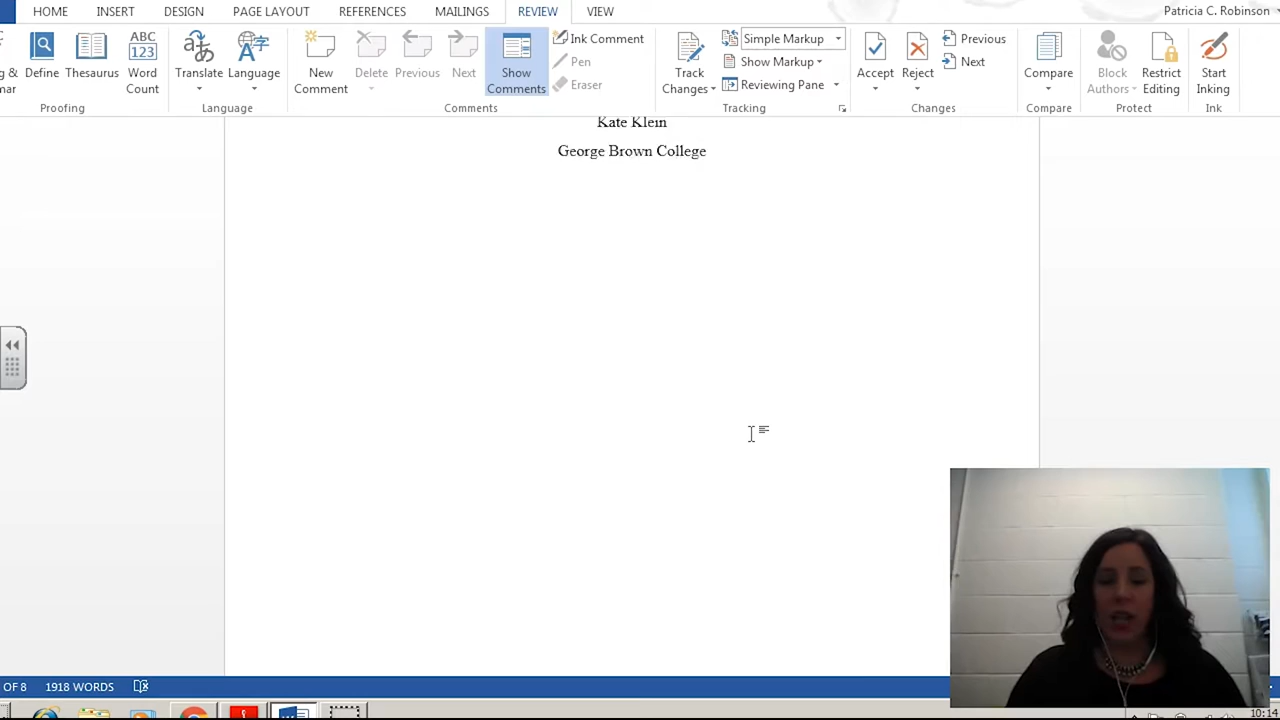 HOME INSERT DESIGN PAGE LAYOUT REFERENCES MAILINGS REVIEW VIEW Patricia C. Robinson
Define
Thesaurus
ABC
123
Word
Count
Proofing
Translate
Language
Language
New
Comment
Delete
Previous
Next
Show
Comments
Ink Comment
Pen
Eraser
Comments
Track
Changes
Simple Markup
Show Markup
Reviewing Pane
Tracking
Accept
Reject
Previous
Next
Changes
Compare
Compare
Block
Authors
Restrict
Editing
Protect
Start
Inking
Ink
Kate Klein
George Brown College
OF 8 1918 WORDS
10:14